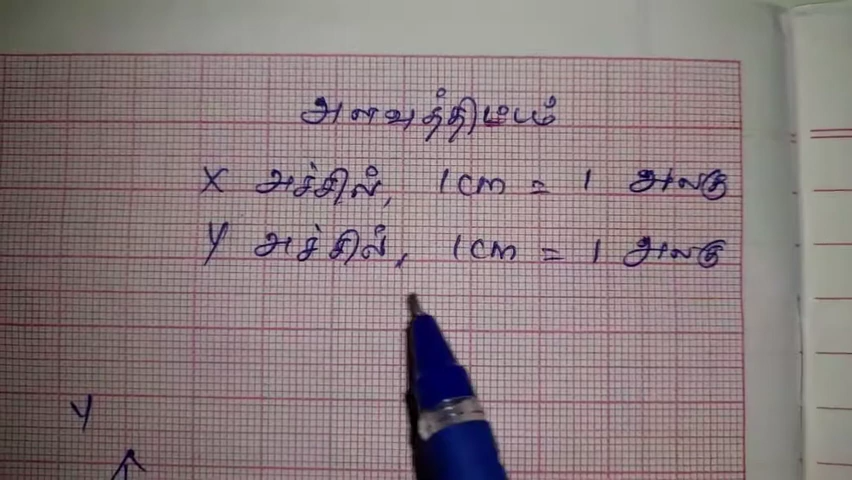 அளவுத்திட்டம்
X அச்சில், 1cm = 1 அலகு
Y அச்சில், 1cm = 1 அலகு
Y